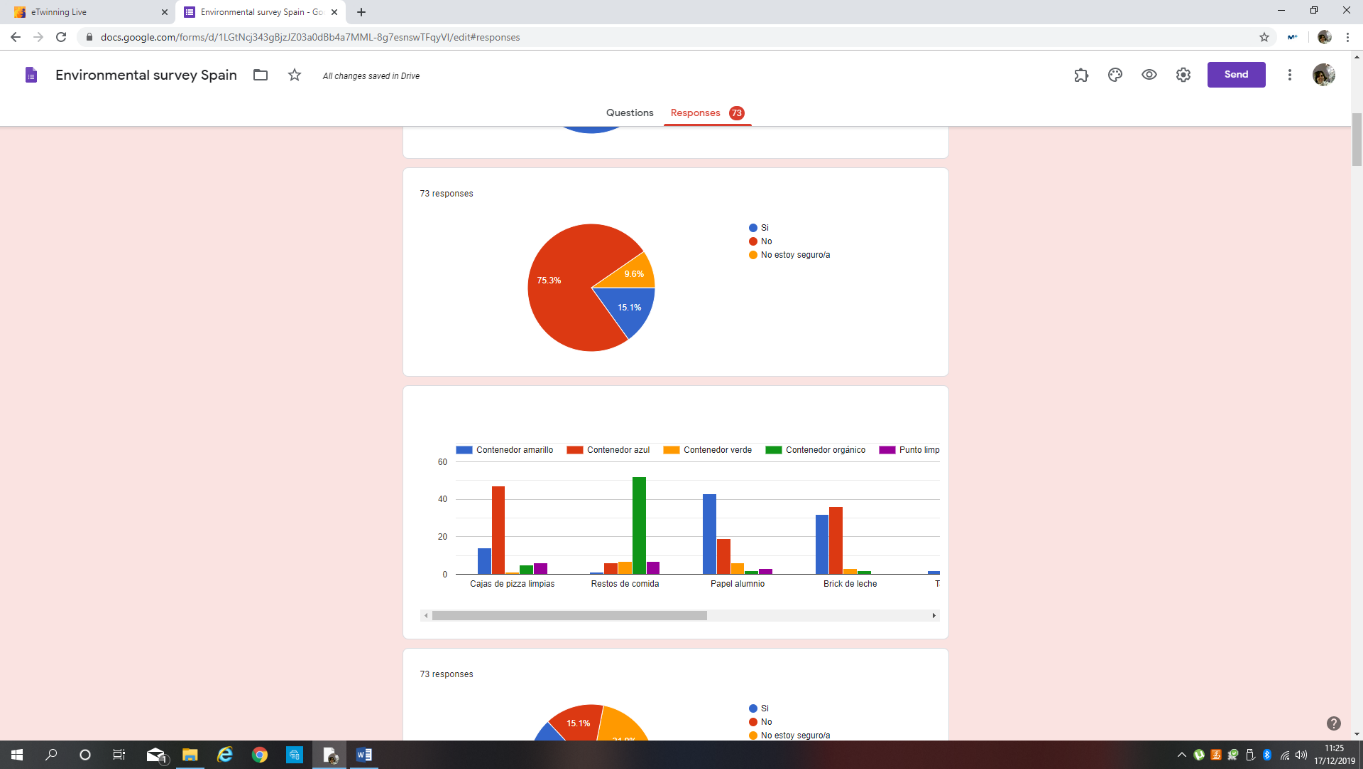 eTwinning Live
Environmental survey Spain - Go
docs.google.com/forms/d/1LGtNcj343gBjzJZ03a0dBb4a7MML-8g7esnswTFqyVI/edit#responses
Environmental survey Spain
All changes saved in Drive
Send
Questions
Responses 73
73 responses
75.3%
9.6%
15.1%
Si
No
No estoy seguro/a
Contenedor amarillo
Contenedor azul
Contenedor verde
Contenedor orgánico
Punto limp
60
40
20
0
Cajas de pizza limpias
Restos de comida
Papel alumnio
Brick de leche
T
73 responses
15.1%
Si
No
No estoy seguro/a
11:25
17/12/2019